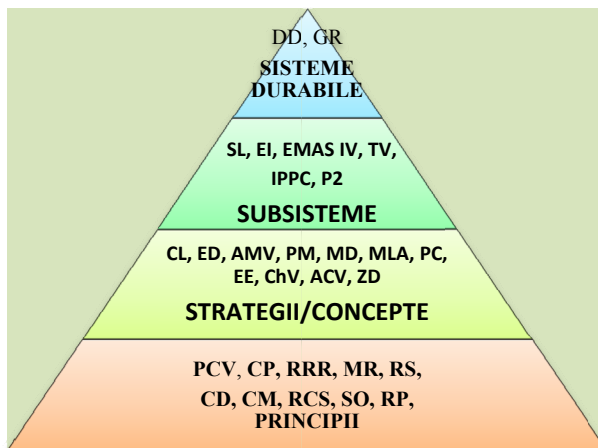 DD, GR
SISTEME
DURABILE
SL, EI, EMAS IV, TV,
IPPC, P2
SUBSISTEME
CL, ED, AMV, PM, MD, MLA, PC,
EE, ChV, ACV, ZD
STRATEGII/CONCEPTE
PCV, CP, RRR, MR, RS,
CD, CM, RCS, SO, RP,
PRINCIPII